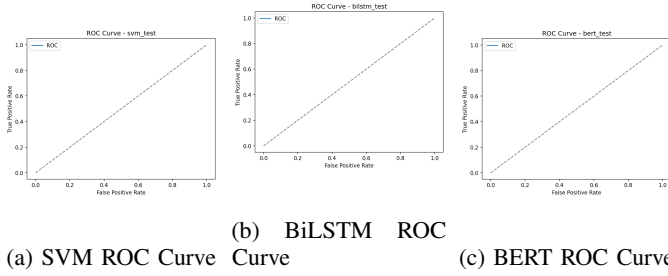 ROC Curve - svm_test
ROC
True Positive Rate
1.0
0.8
0.6
0.4
0.2
0.0
0.0 0.2 0.4 0.6 0.8 1.0
False Positive Rate
(a) SVM ROC Curve
ROC Curve - bilstm_test
ROC
True Positive Rate
1.0
0.8
0.6
0.4
0.2
0.0
0.0 0.2 0.4 0.6 0.8 1.0
False Positive Rate
(b) BiLSTM ROC
Curve
ROC Curve - bert_test
ROC
True Positive Rate
1.0
0.8
0.6
0.4
0.2
0.0
0.0 0.2 0.4 0.6 0.8 1.0
False Positive Rate
(c) BERT ROC Curve